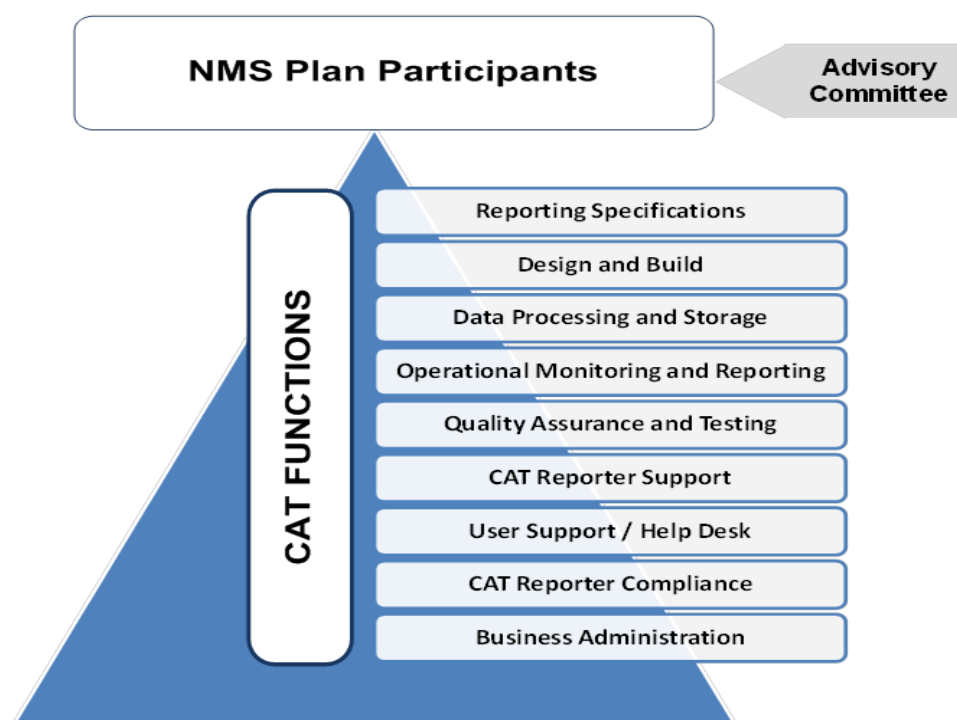 NMS Plan Participants
Advisory
Committee
CAT FUNCTIONS
Reporting Specifications
Design and Build
Data Processing and Storage
Operational Monitoring and Reporting
Quality Assurance and Testing
CAT Reporter Support
User Support / Help Desk
CAT Reporter Compliance
Business Administration